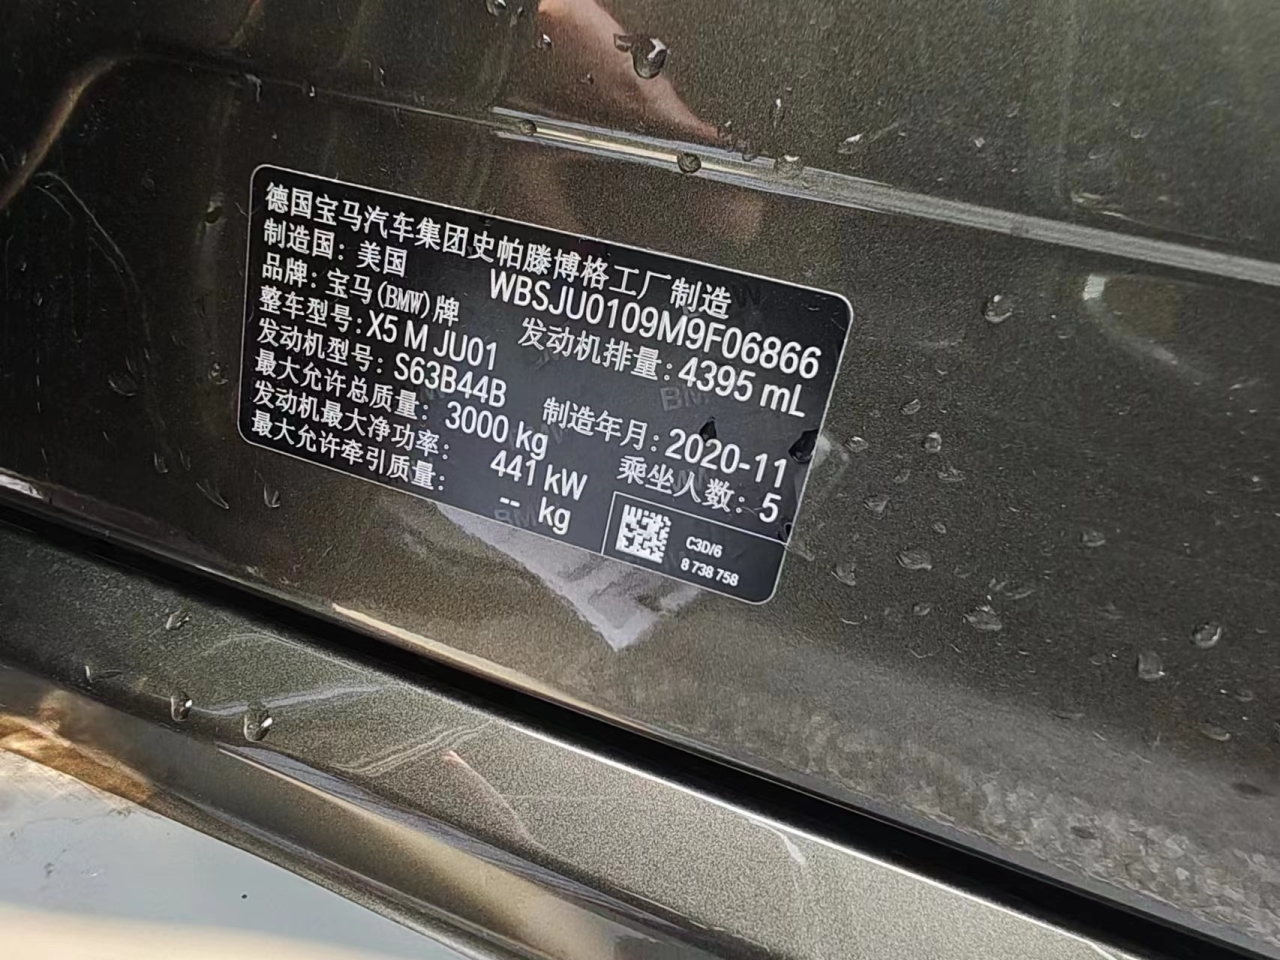 德国宝马汽车集团史帕滕博格工厂制造
制造国: 美国 WBSJU0109M9F06866
品牌: 宝马(BMW)牌 发动机排量: 4395 mL
整车型号: X5 M JU01
发动机型号: S63B44B 制造年月: 2020-11
最大允许总质量: 3000 kg 乘坐人数: 5
发动机最大净功率: 441 kW
最大允许牵引质量: -- kg
C3D/6
8 738 758